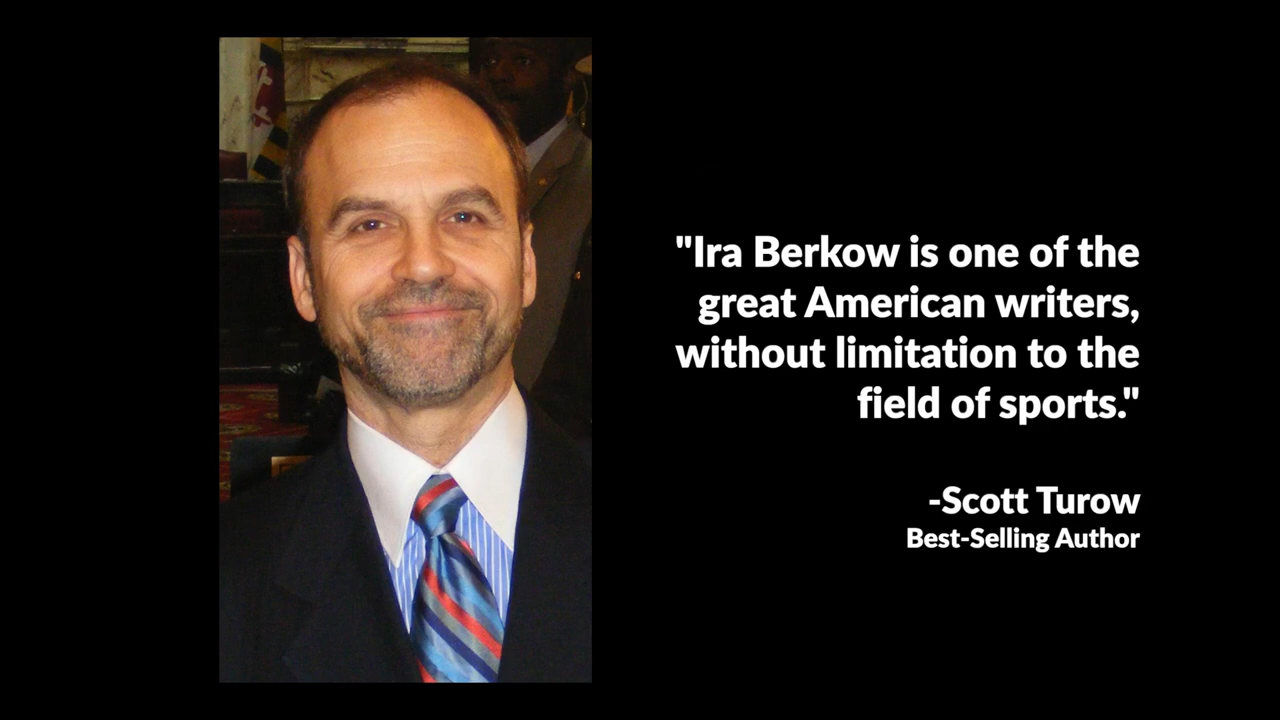 "Ira Berkow is one of the
great American writers,
without limitation to the
field of sports."
-Scott Turow
Best-Selling Author